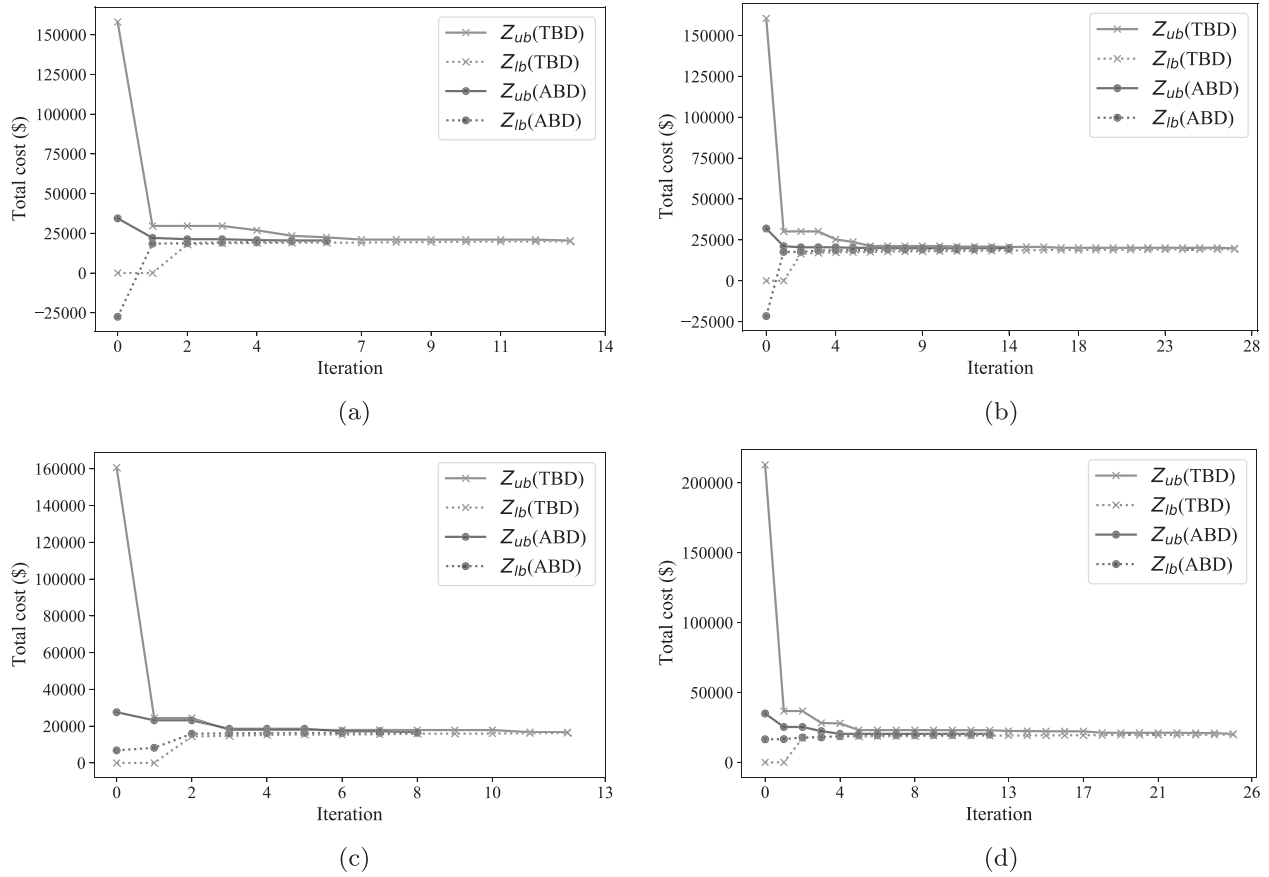 150000
125000
100000
75000
50000
25000
0
−25000
Total cost ($)
Z_ub(TBD)
Z_lb(TBD)
Z_ub(ABD)
Z_lb(ABD)
0 2 4 7 9 11 14
Iteration
(a)
150000
125000
100000
75000
50000
25000
0
−25000
Total cost ($)
Z_ub(TBD)
Z_lb(TBD)
Z_ub(ABD)
Z_lb(ABD)
0 4 9 14 18 23 28
Iteration
(b)
160000
140000
120000
100000
80000
60000
40000
20000
0
Total cost ($)
Z_ub(TBD)
Z_lb(TBD)
Z_ub(ABD)
Z_lb(ABD)
0 2 4 6 8 10 13
Iteration
(c)
200000
150000
100000
50000
0
Total cost ($)
Z_ub(TBD)
Z_lb(TBD)
Z_ub(ABD)
Z_lb(ABD)
0 4 8 13 17 21 26
Iteration
(d)